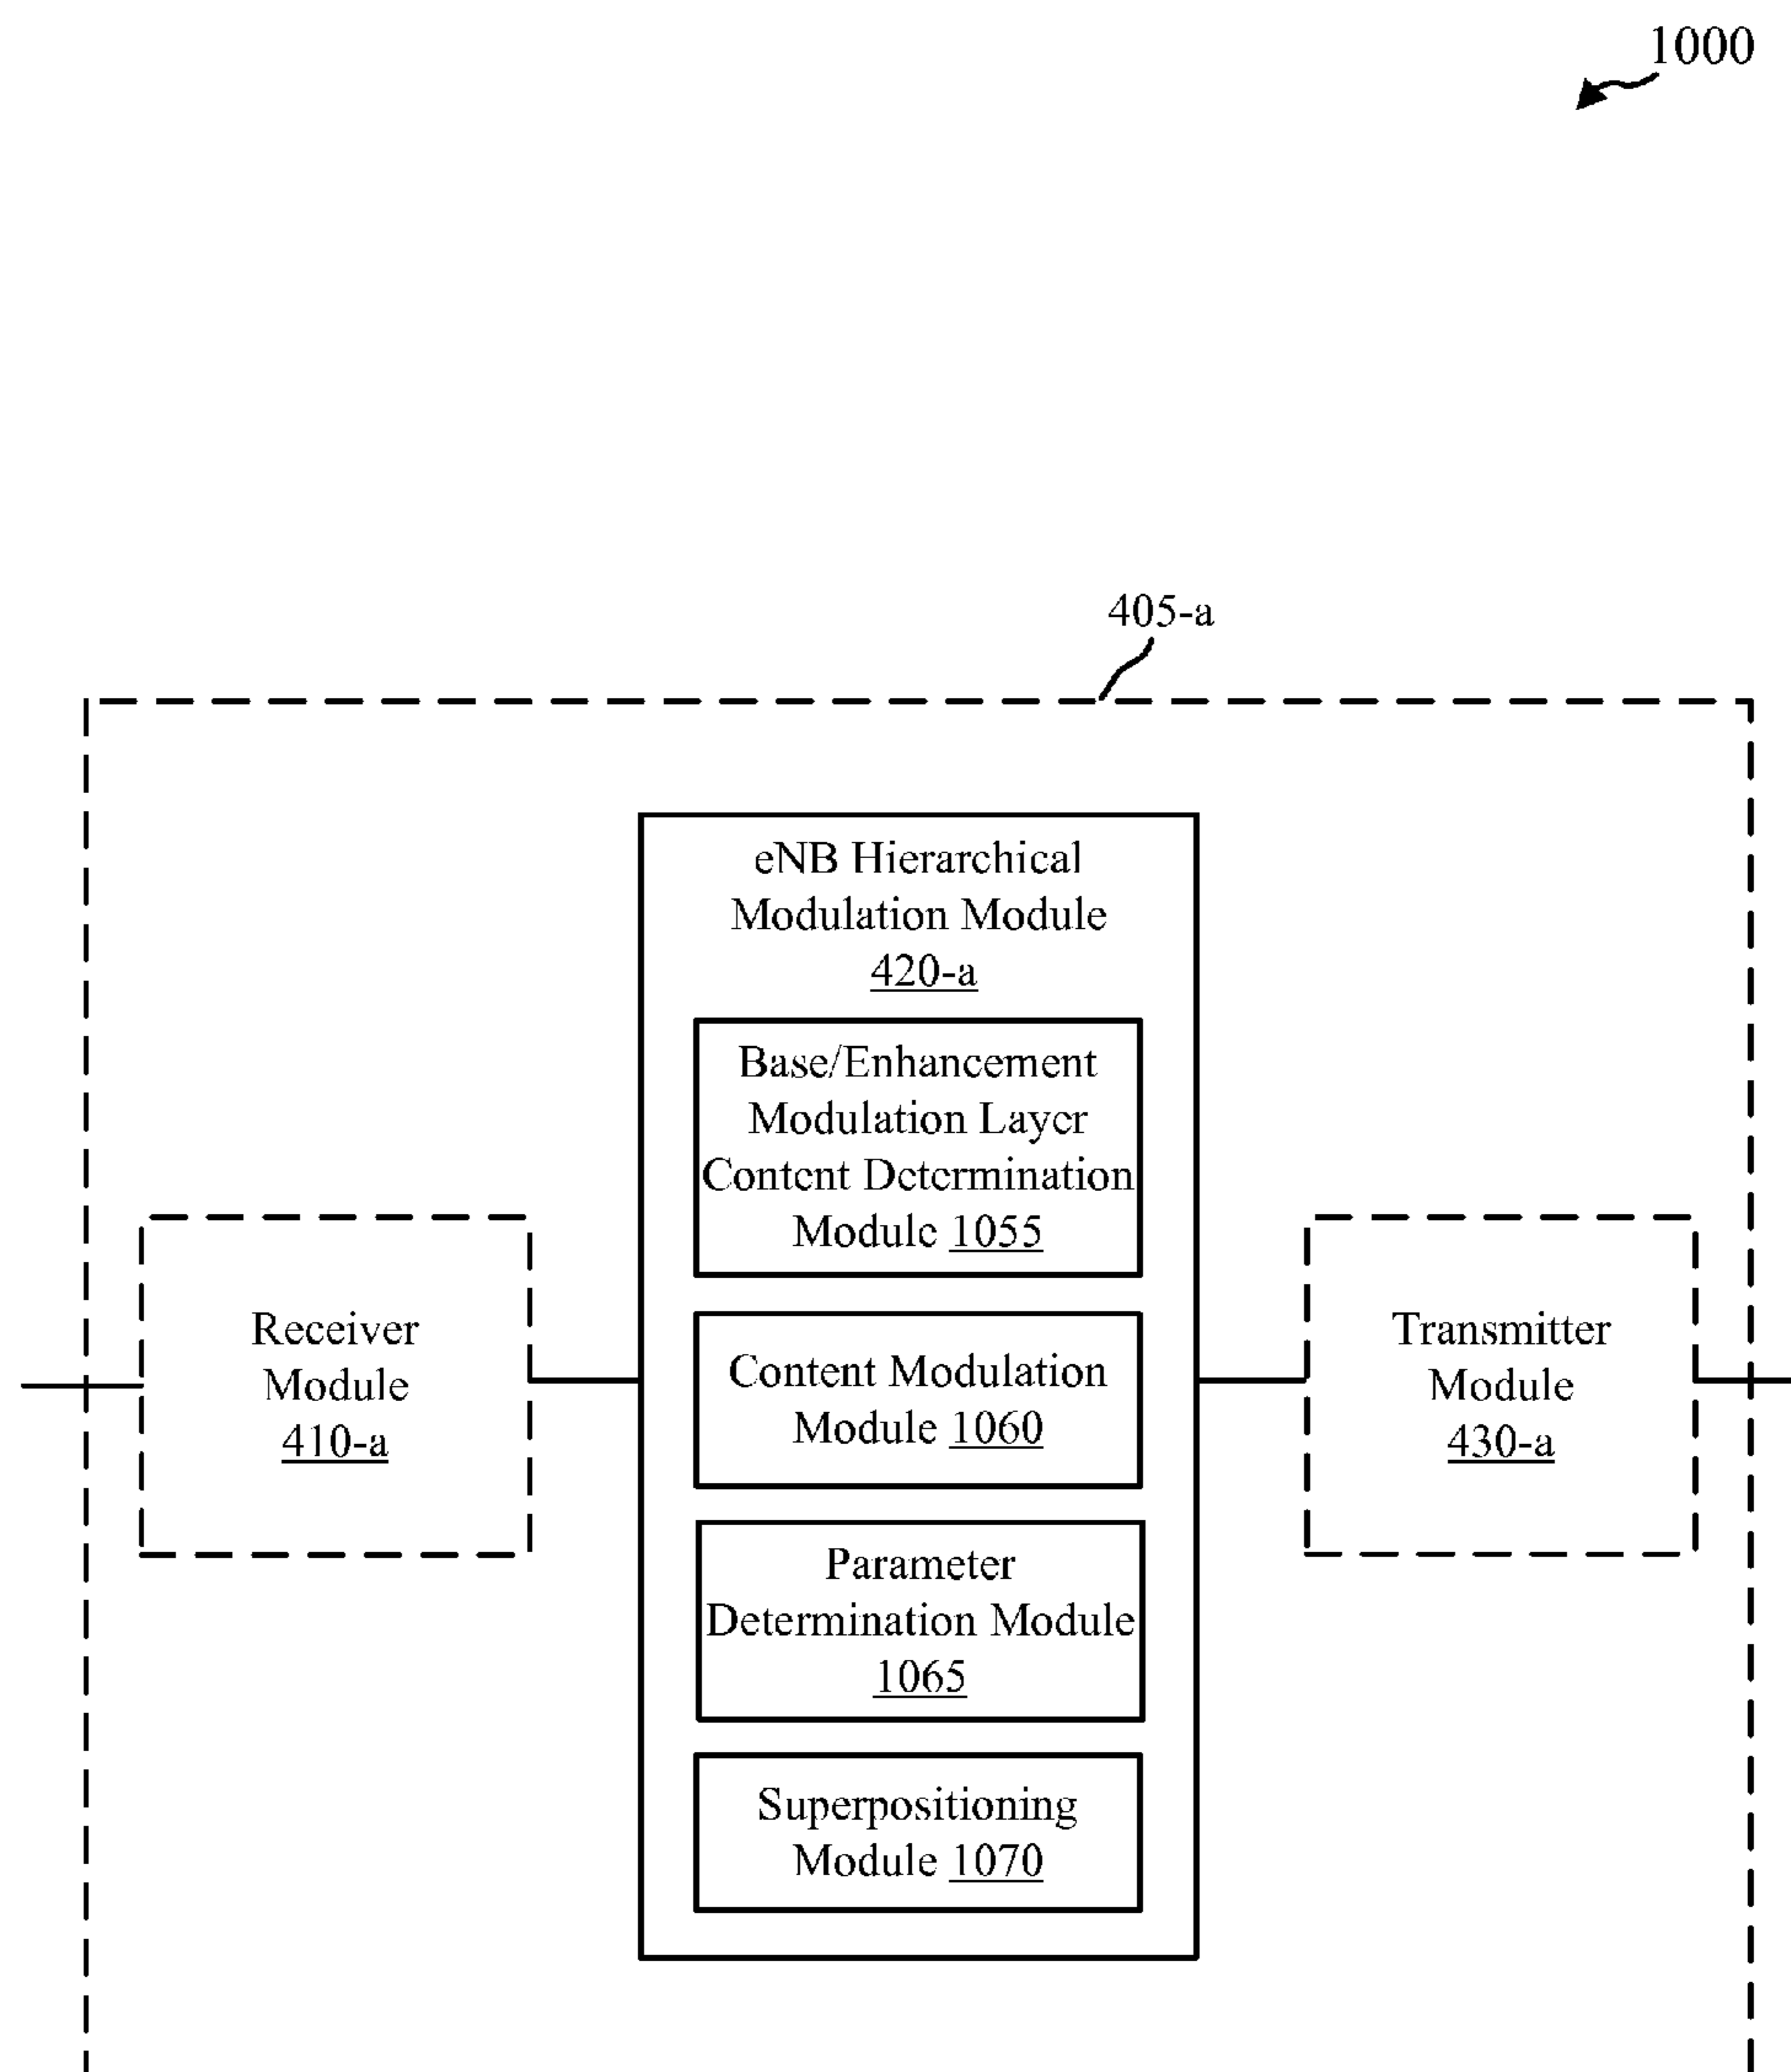 1000
405-a
eNB Hierarchical
Modulation Module
420-a
Base/Enhancement
Modulation Layer
Content Determination
Module 1055
Receiver
Module
410-a
Content Modulation
Module 1060
Transmitter
Module
430-a
Parameter
Determination Module
1065
Superpositioning
Module 1070